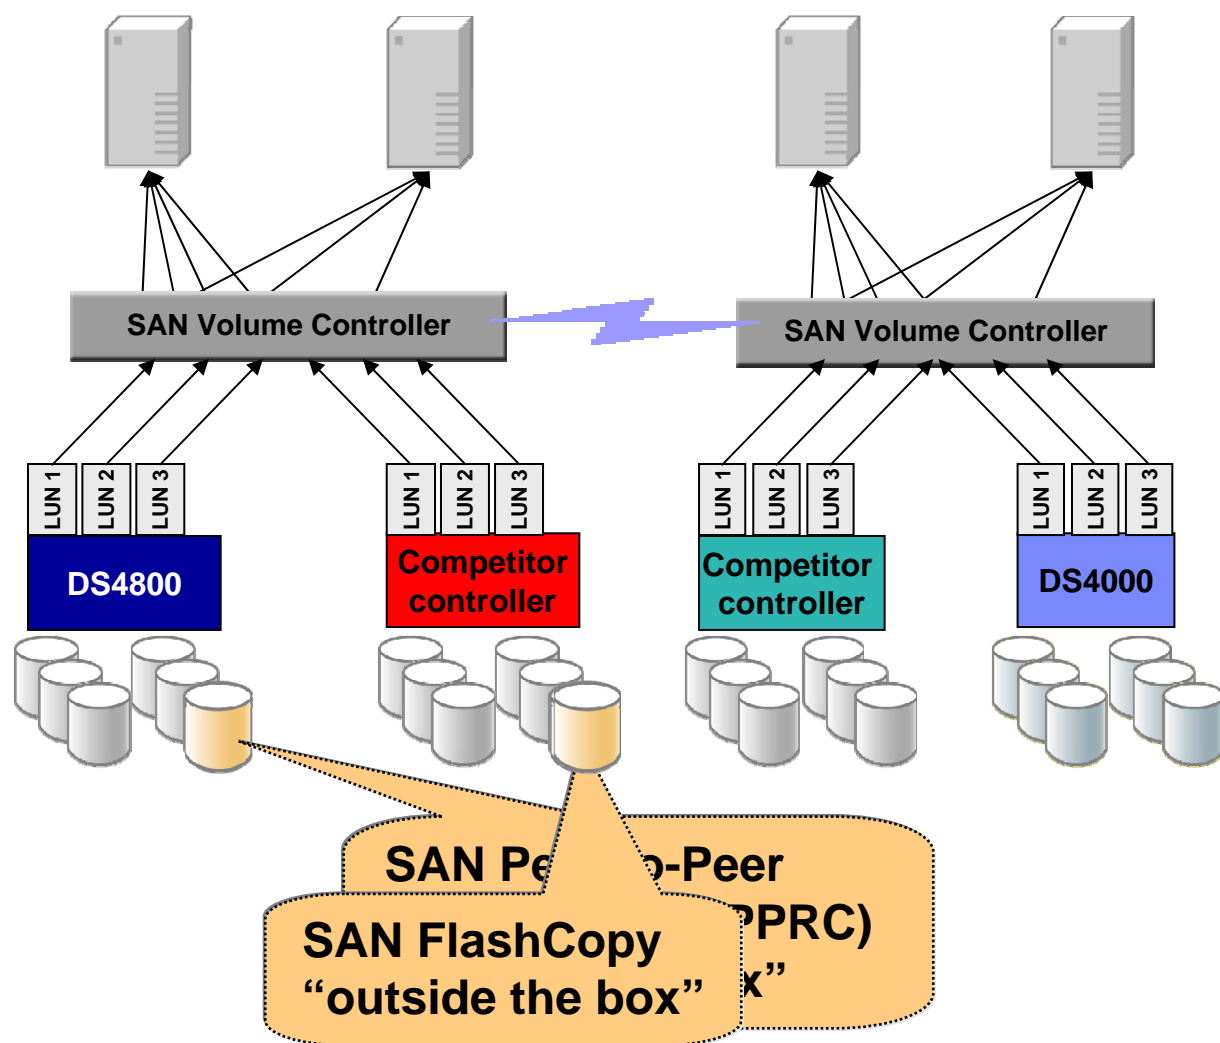 SAN Volume Controller
SAN Volume Controller
LUN 1
LUN 2
LUN 3
LUN 1
LUN 2
LUN 3
LUN 1
LUN 2
LUN 3
LUN 1
LUN 2
LUN 3
DS4800
Competitor
controller
Competitor
controller
DS4000
SAN
PPRC)
SAN FlashCopy
“outside the box”